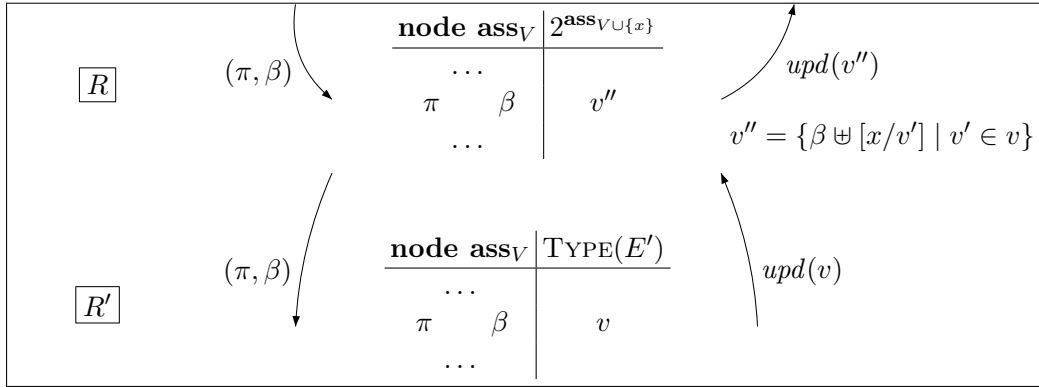 node ass_V 2^{ass_{V∪{x}}}
...
R (π, β) π β v'' upd(v'')
...
v'' = {β ⊎ [x/v'] | v' ∈ v}
node ass_V TYPE(E')
(π, β) upd(v)
...
R' π β v
...